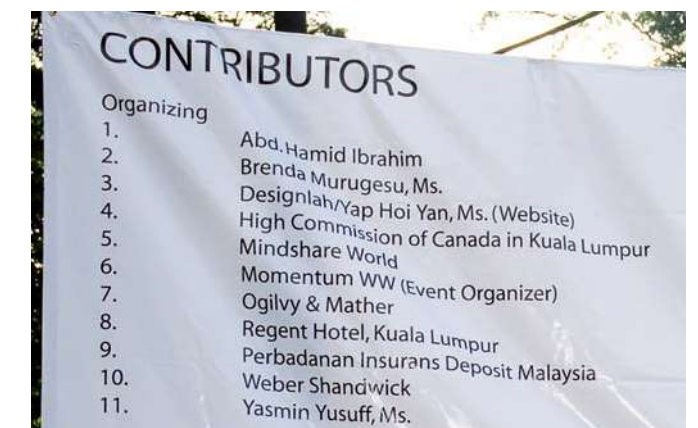 CONTRIBUTORS
Organizing
1. Abd. Hamid Ibrahim
2. Brenda Murugesu, Ms.
3. Designlah/Yap Hoi Yan, Ms. (Website)
4. High Commission of Canada in Kuala Lumpur
5. Mindshare World
6. Momentum WW (Event Organizer)
7. Ogilvy & Mather
8. Regent Hotel, Kuala Lumpur
9. Perbadanan Insurans Deposit Malaysia
10. Weber Shandwick
11. Yasmin Yusuff, Ms.